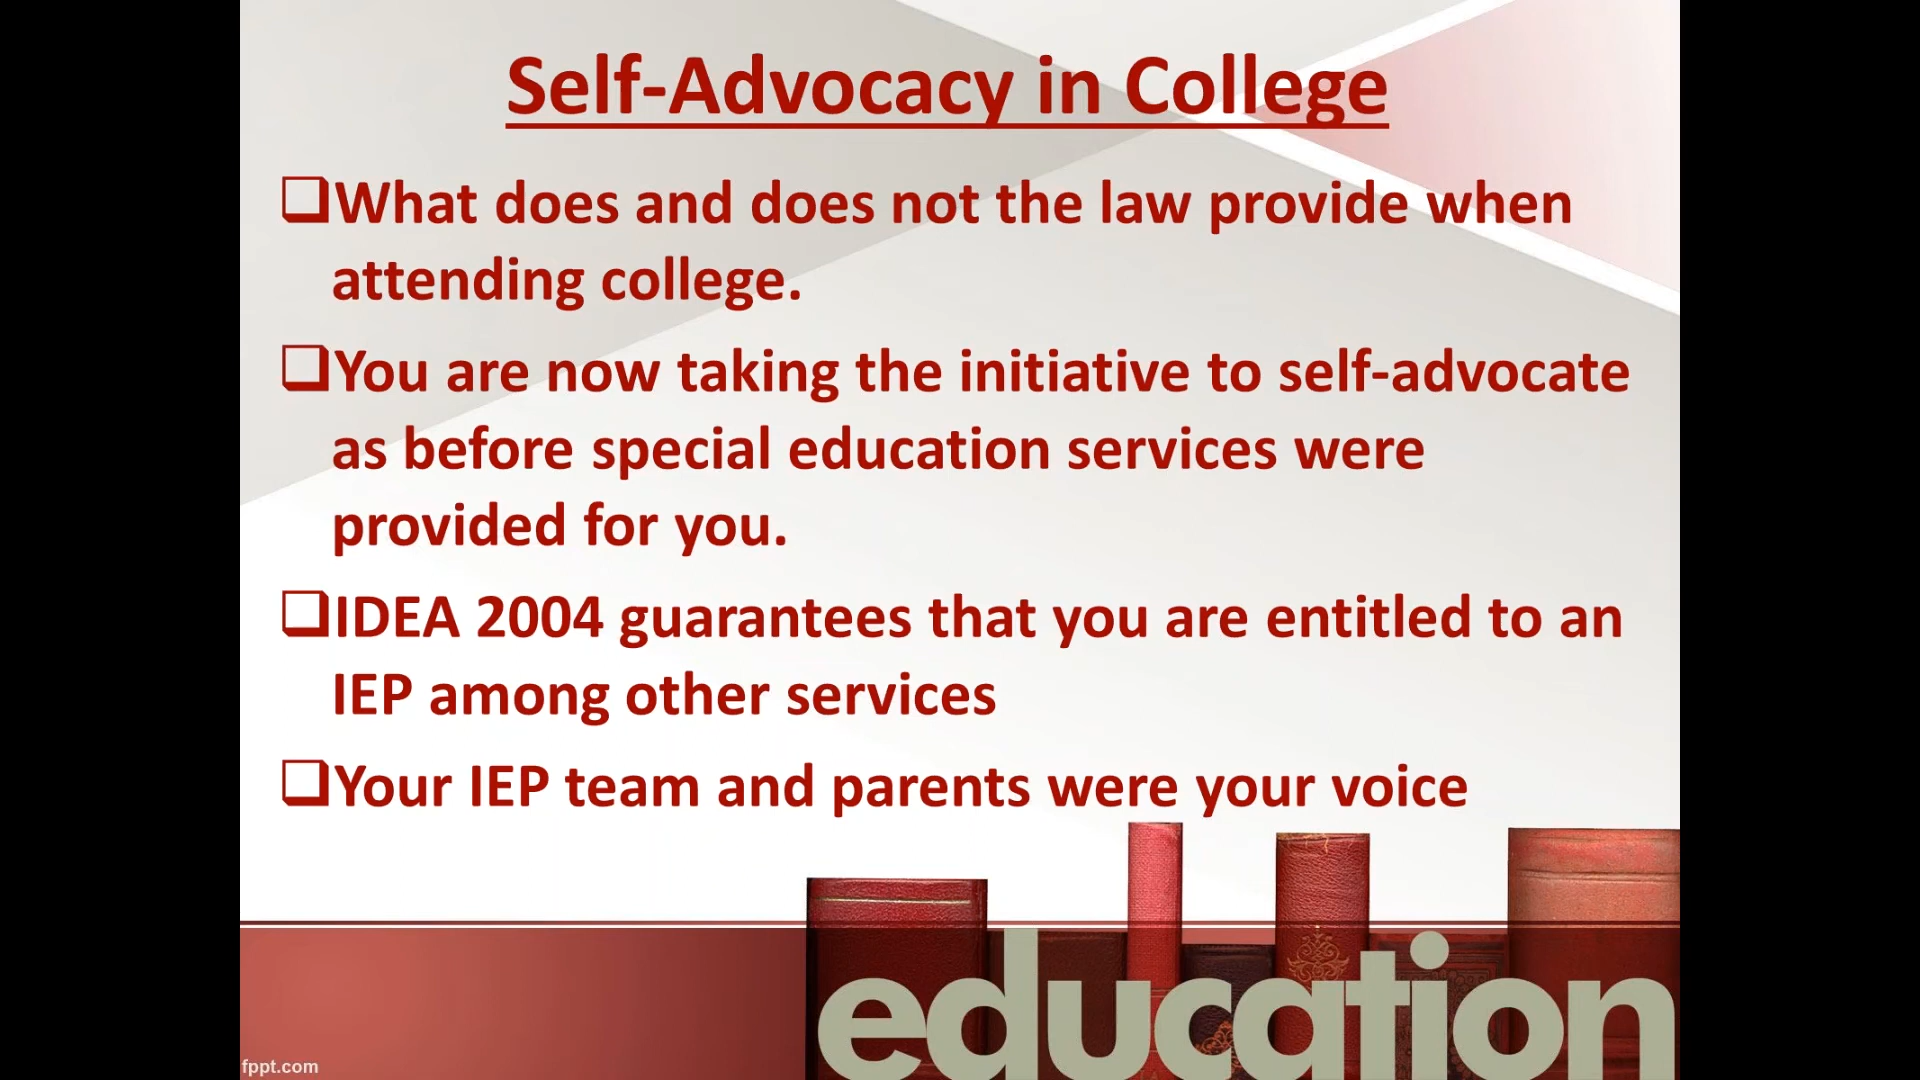 Self-Advocacy in College
❑What does and does not the law provide when
attending college.
❑You are now taking the initiative to self-advocate
as before special education services were
provided for you.
❑IDEA 2004 guarantees that you are entitled to an
IEP among other services
❑Your IEP team and parents were your voice
education
fppt.com